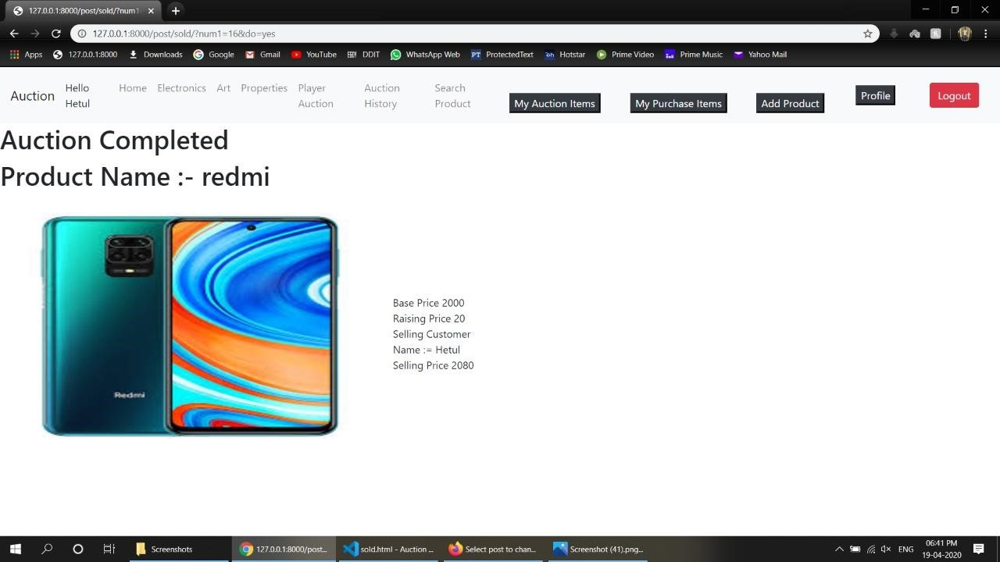 127.0.0.1:8000/post/sold/?num1=
127.0.0.1:8000/post/sold/?num1=16&do=yes
Apps 127.0.0.1:8000 Downloads Google Gmail YouTube DDIT WhatsApp Web PT ProtectedText Hotstar Prime Video Prime Music Yahoo Mail
Auction
Hello
Hetul
Home
Electronics
Art
Properties
Player
Auction
Auction
History
Search
Product
My Auction Items
My Purchase Items
Add Product
Profile
Logout
Auction Completed
Product Name :- redmi
Redmi
Base Price 2000
Raising Price 20
Selling Customer
Name := Hetul
Selling Price 2080
Screenshots
127.0.0.1:8000/post...
sold.html - Auction ...
Select post to chan...
Screenshot (41).png...
ENG
06:41 PM
19-04-2020